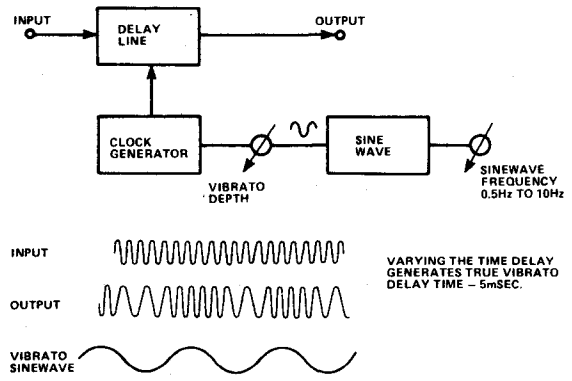 INPUT
DELAY
LINE
OUTPUT
CLOCK
GENERATOR
VIBRATO
DEPTH
SINE
WAVE
SINEWAVE
FREQUENCY
0.5Hz TO 10Hz
INPUT
VARYING THE TIME DELAY
GENERATES TRUE VIBRATO
DELAY TIME – 5mSEC.
OUTPUT
VIBRATO
SINEWAVE